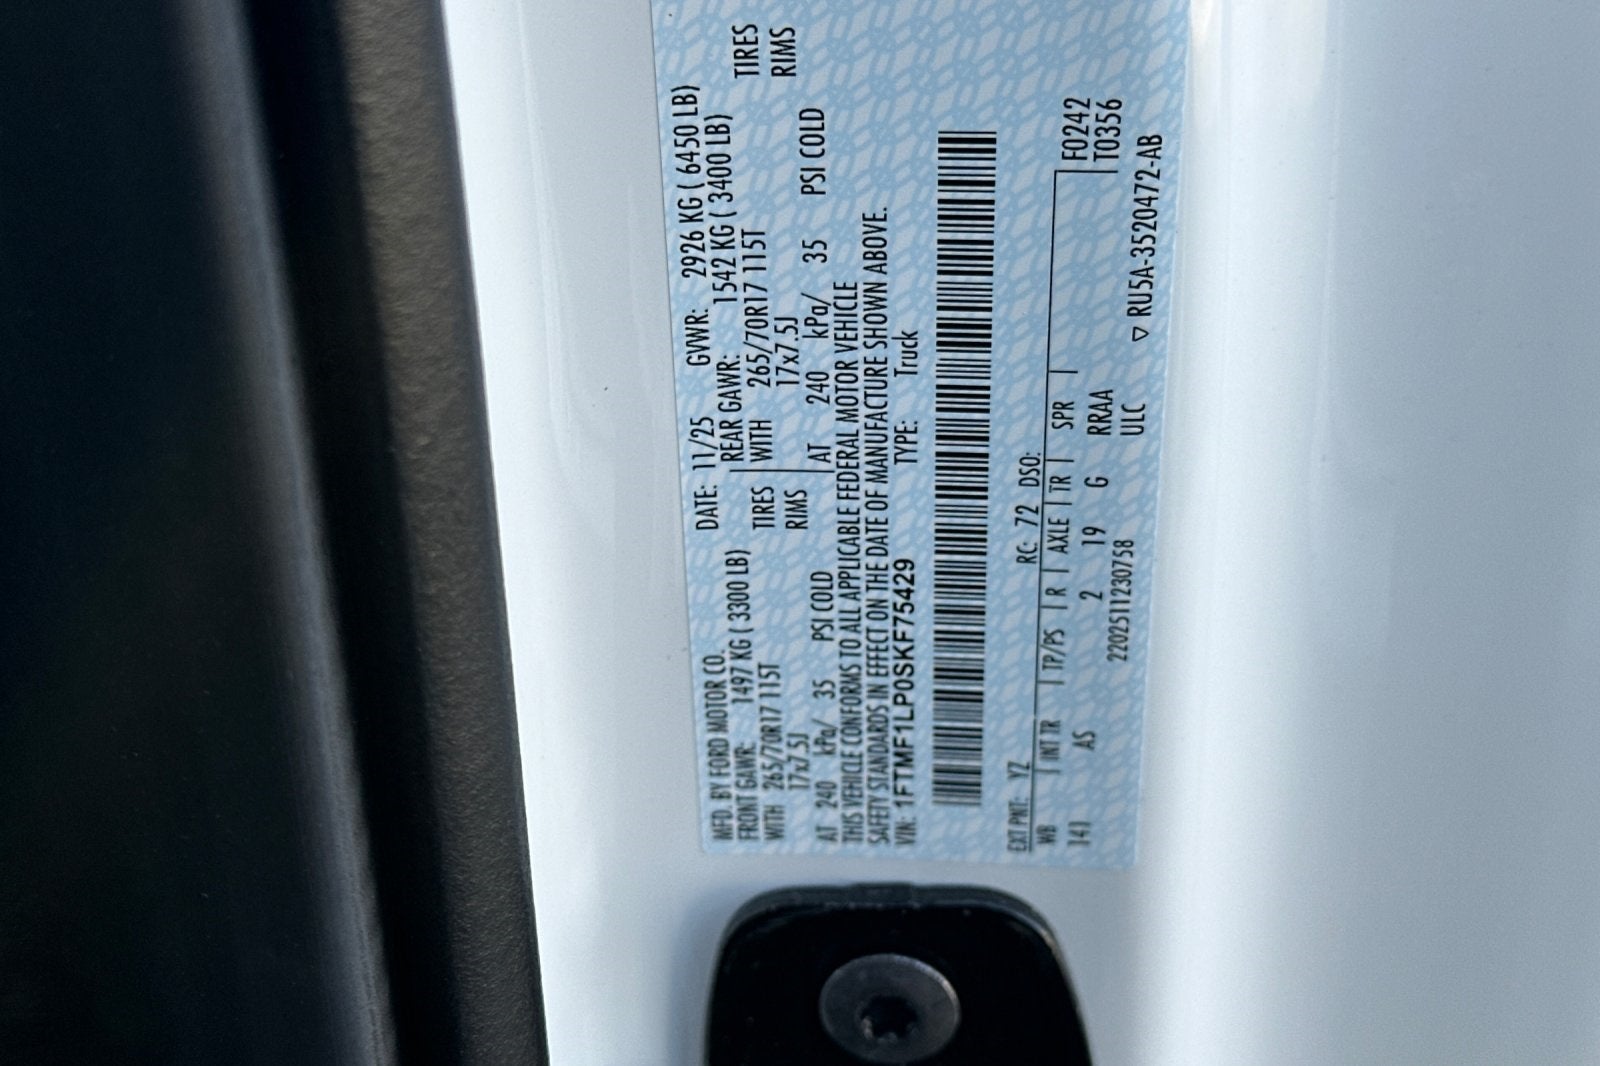 MFD. BY FORD MOTOR CO.
DATE: 11/25 GVWR: 2926 KG ( 6450 LB)
FRONT GAWR: 1497 KG ( 3300 LB)
REAR GAWR: 1542 KG ( 3400 LB)
WITH 265/70R17 115T TIRES
WITH 265/70R17 115T TIRES
17x7.5J RIMS
17x7.5J RIMS
AT 240 kPa/ 35 PSI COLD
AT 240 kPa/ 35 PSI COLD
THIS VEHICLE CONFORMS TO ALL APPLICABLE FEDERAL MOTOR VEHICLE
SAFETY STANDARDS IN EFFECT ON THE DATE OF MANUFACTURE SHOWN ABOVE.
VIN: 1FTMF1LP0SKF75429 TYPE: Truck
EXT PNT: YZ RC: 72 DSO:
WB INT TR TP/PS R AXLE TR SPR F0242
141 AS 2 19 G RRAA T0356
2202511230758 ULC
▽ RU5A-3520472-AB